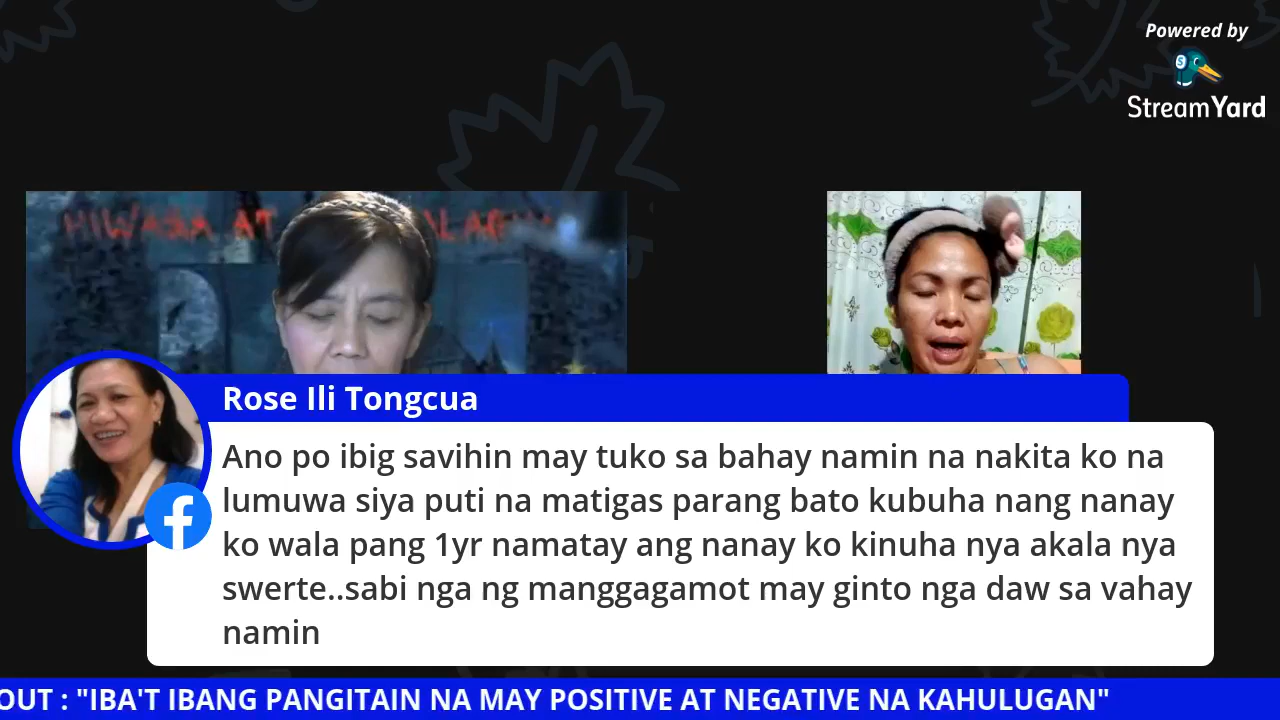 Powered by
StreamYard
HIWAGA AT
Rose Ili Tongcua
Ano po ibig savihin may tuko sa bahay namin na nakita ko na
lumuwa siya puti na matigas parang bato kubuha nang nanay
ko wala pang 1yr namatay ang nanay ko kinuha nya akala nya
swerte..sabi nga ng manggagamot may ginto nga daw sa vahay
namin
OUT : "IBA'T IBANG PANGITAIN NA MAY POSITIVE AT NEGATIVE NA KAHULUGAN"